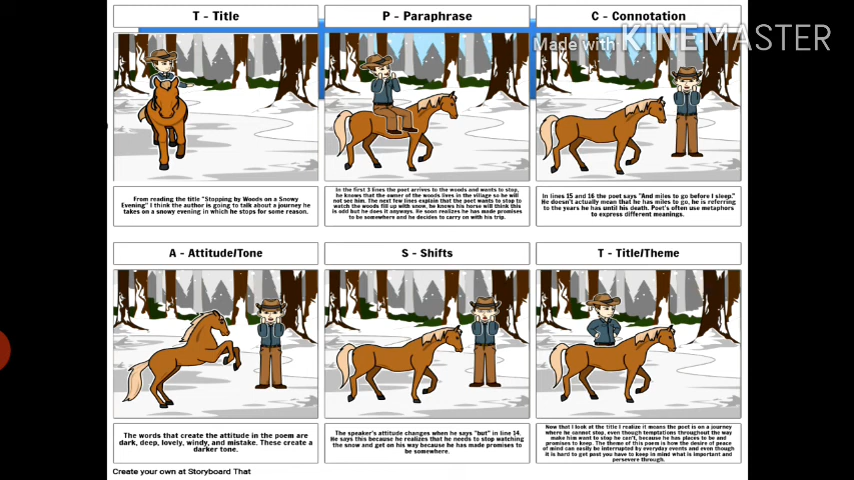 T - Title
P - Paraphrase
C - Connotation
Made with KINEMASTER
From reading the title "Stopping by Woods on a Snowy
Evening" I think the author is going to talk about a journey he
takes on a snowy evening in which he stops for some reason.
In the first 3 lines the poet arrives to the woods and wants to stop,
he knows that the owner of the woods lives in the village so he will
not see him. The next few lines explain that the poet wants to stop to
watch the woods fill up with snow, he knows his horse will think this
is odd but he does it anyways. He soon realizes he has made promises
to be somewhere and he decides to carry on with his trip.
In lines 15 and 16 the poet says "And miles to go before I sleep."
He doesn't actually mean that he has miles to go, he is referring
to the years he has until his death. Poet's often use metaphors
to express different meanings.
A - Attitude/Tone
S - Shifts
T - Title/Theme
The words that create the attitude in the poem are
dark, deep, lovely, windy, and mistake. These create a
darker tone.
The speaker's attitude changes when he says "but" in line 14.
He says this because he realizes that he needs to stop watching
the snow and get on his way because he has made promises to
be somewhere.
Now that I look at the title I realize it means the poet is on a journey
where he cannot stop, even though temptations throughout the way
make him want to stop he can't, because he has places to be and
promises to keep. The theme of this poem is how the desire of peace
of mind can easily be interrupted by everyday events and even though
it is hard to get past you have to keep in mind what is important and
persevere through.
Create your own at Storyboard That